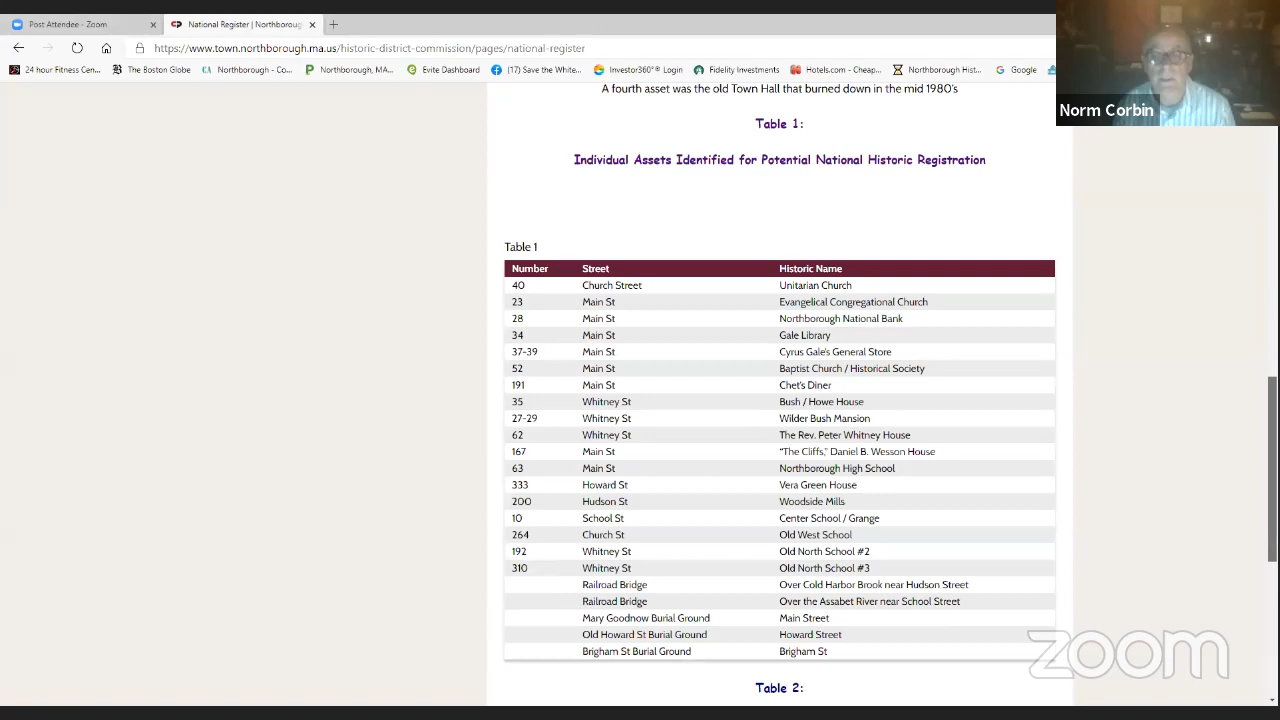 Post Attendee - Zoom
National Register | Northboroug
https://www.town.northborough.ma.us/historic-district-commission/pages/national-register
24 hour Fitness Cen... The Boston Globe Northborough - Co... Northborough, MA... Evite Dashboard (17) Save the White... Investor360° ® Login Fidelity Investments Hotels.com - Cheap... Northborough Hist... Google
Norm Corbin
A fourth asset was the old Town Hall that burned down in the mid 1980's
Table 1:
Individual Assets Identified for Potential National Historic Registration
Table 1
Number Street Historic Name
40 Church Street Unitarian Church
23 Main St Evangelical Congregational Church
28 Main St Northborough National Bank
34 Main St Gale Library
37-39 Main St Cyrus Gale's General Store
52 Main St Baptist Church / Historical Society
191 Main St Chet's Diner
35 Whitney St Bush / Howe House
27-29 Whitney St Wilder Bush Mansion
62 Whitney St The Rev. Peter Whitney House
167 Main St "The Cliffs," Daniel B. Wesson House
63 Main St Northborough High School
333 Howard St Vera Green House
200 Hudson St Woodside Mills
10 School St Center School / Grange
264 Church St Old West School
192 Whitney St Old North School #2
310 Whitney St Old North School #3
Railroad Bridge Over Cold Harbor Brook near Hudson Street
Railroad Bridge Over the Assabet River near School Street
Mary Goodnow Burial Ground Main Street
Old Howard St Burial Ground Howard Street
Brigham St Burial Ground Brigham St
zoom
Table 2: